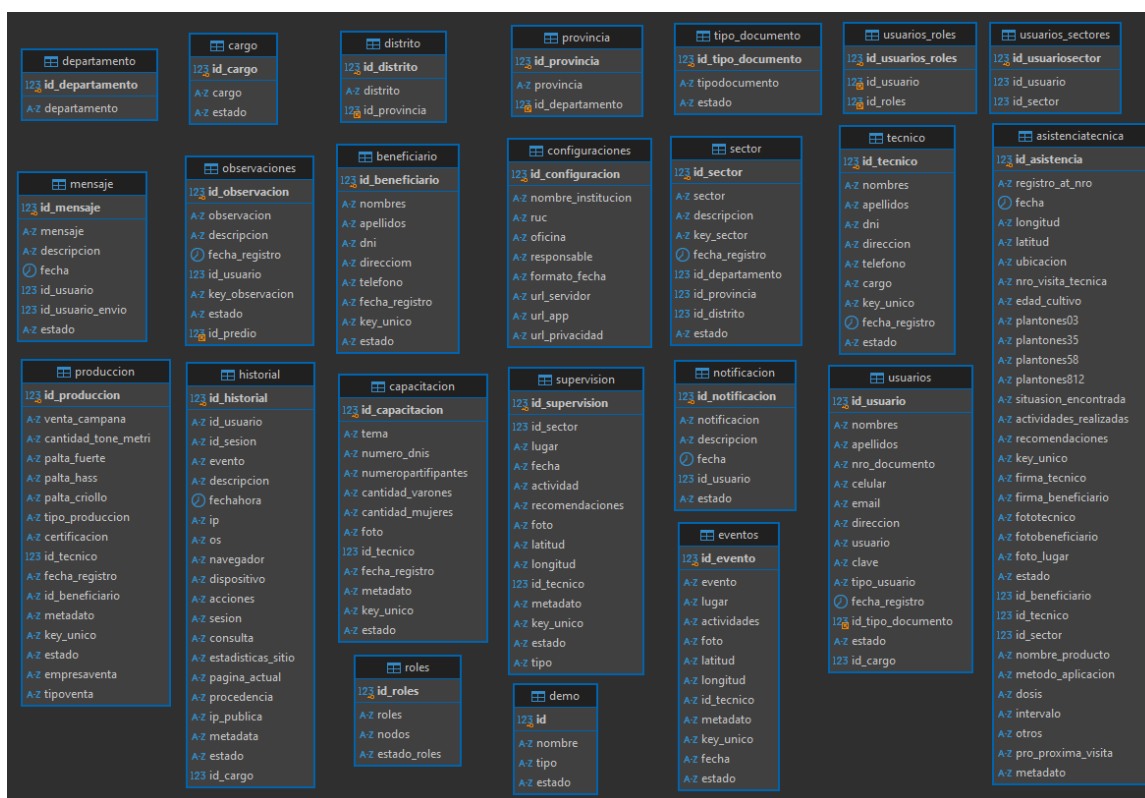 departamento
123 id_departamento
A-Z departamento
cargo
123 id_cargo
A-Z cargo
A-Z estado
distrito
123 id_distrito
A-Z distrito
123 id_provincia
provincia
123 id_provincia
A-Z provincia
123 id_departamento
tipo_documento
123 id_tipo_documento
A-Z tipodocumento
A-Z estado
usuarios_roles
123 id_usuarios_roles
123 id_usuario
123 id_roles
usuarios_sectores
123 id_usuariosector
123 id_usuario
123 id_sector
mensaje
123 id_mensaje
A-Z mensaje
A-Z descripcion
fecha
123 id_usuario
123 id_usuario_envio
A-Z estado
observaciones
123 id_observacion
A-Z observacion
A-Z descripcion
fecha_registro
123 id_usuario
A-Z key_observacion
A-Z estado
123 id_predio
beneficiario
123 id_beneficiario
A-Z nombres
A-Z apellidos
A-Z dni
A-Z direcciom
A-Z telefono
A-Z fecha_registro
A-Z key_unico
A-Z estado
configuraciones
123 id_configuracion
A-Z nombre_institucion
A-Z ruc
A-Z oficina
A-Z responsable
A-Z formato_fecha
A-Z url_servidor
A-Z url_app
A-Z url_privacidad
sector
123 id_sector
A-Z sector
A-Z descripcion
A-Z key_sector
fecha_registro
123 id_departamento
123 id_provincia
123 id_distrito
A-Z estado
tecnico
123 id_tecnico
A-Z nombres
A-Z apellidos
A-Z dni
A-Z direccion
A-Z telefono
A-Z cargo
A-Z key_unico
fecha_registro
A-Z estado
asistenciatecnica
123 id_asistencia
A-Z registro_at_nro
fecha
A-Z longitud
A-Z latitud
A-Z ubicacion
A-Z nro_visita_tecnica
A-Z edad_cultivo
A-Z plantones03
A-Z plantones35
A-Z plantones58
A-Z plantones812
A-Z situasion_encontrada
A-Z actividades_realizadas
A-Z recomendaciones
A-Z key_unico
A-Z firma_tecnico
A-Z firma_beneficiario
A-Z fototecnico
A-Z fotobeneficiario
A-Z foto_lugar
A-Z estado
123 id_beneficiario
123 id_tecnico
123 id_sector
A-Z nombre_producto
A-Z metodo_aplicacion
A-Z dosis
A-Z intervalo
A-Z otros
A-Z pro_proxima_visita
A-Z metadato
produccion
123 id_produccion
A-Z venta_campana
A-Z cantidad_tone_metri
A-Z palta_fuerte
A-Z palta_hass
A-Z palta_criollo
A-Z tipo_produccion
A-Z certificacion
123 id_tecnico
A-Z fecha_registro
A-Z id_beneficiario
A-Z metadato
A-Z key_unico
A-Z estado
A-Z empresaventa
A-Z tipoventa
historial
123 id_historial
A-Z id_usuario
A-Z id_sesion
A-Z evento
A-Z descripcion
fechahora
A-Z ip
A-Z os
A-Z navegador
A-Z dispositivo
A-Z acciones
A-Z sesion
A-Z consulta
A-Z estadisticas_sitio
A-Z pagina_actual
A-Z procedencia
A-Z ip_publica
A-Z metadata
A-Z estado
123 id_cargo
capacitacion
123 id_capacitacion
A-Z tema
A-Z numero_dnis
A-Z numeropartifipantes
A-Z cantidad_varones
A-Z cantidad_mujeres
A-Z foto
123 id_tecnico
A-Z fecha_registro
A-Z metadato
A-Z key_unico
A-Z estado
supervision
123 id_supervision
123 id_sector
A-Z lugar
A-Z fecha
A-Z actividad
A-Z recomendaciones
A-Z foto
A-Z latitud
A-Z longitud
123 id_tecnico
A-Z metadato
A-Z key_unico
A-Z estado
A-Z tipo
notificacion
123 id_notificacion
A-Z notificacion
A-Z descripcion
fecha
123 id_usuario
A-Z estado
usuarios
123 id_usuario
A-Z nombres
A-Z apellidos
A-Z nro_documento
A-Z celular
A-Z email
A-Z direccion
A-Z usuario
A-Z clave
A-Z tipo_usuario
fecha_registro
123 id_tipo_documento
A-Z estado
123 id_cargo
eventos
123 id_evento
A-Z evento
A-Z lugar
A-Z actividades
A-Z foto
A-Z latitud
A-Z longitud
A-Z id_tecnico
A-Z metadato
A-Z key_unico
A-Z fecha
A-Z estado
roles
123 id_roles
A-Z roles
A-Z nodos
A-Z estado_roles
demo
123 id
A-Z nombre
A-Z tipo
A-Z estado